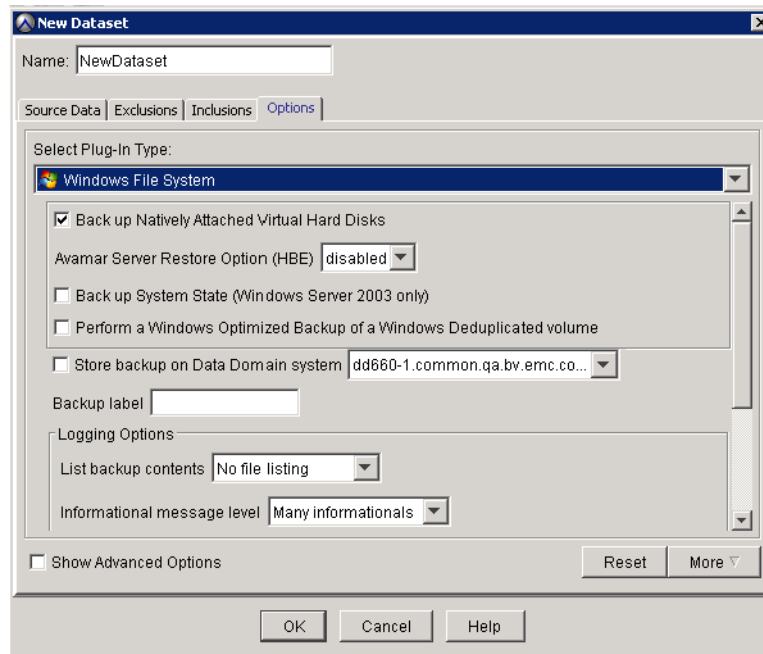 New Dataset
Name: NewDataset
Source Data Exclusions Inclusions Options
Select Plug-In Type:
Windows File System
Back up Natively Attached Virtual Hard Disks
Avamar Server Restore Option (HBE) disabled
Back up System State (Windows Server 2003 only)
Perform a Windows Optimized Backup of a Windows Deduplicated volume
Store backup on Data Domain system dd660-1.common.qa.bv.emc.co...
Backup label
Logging Options
List backup contents No file listing
Informational message level Many informationals
Show Advanced Options Reset More
OK Cancel Help